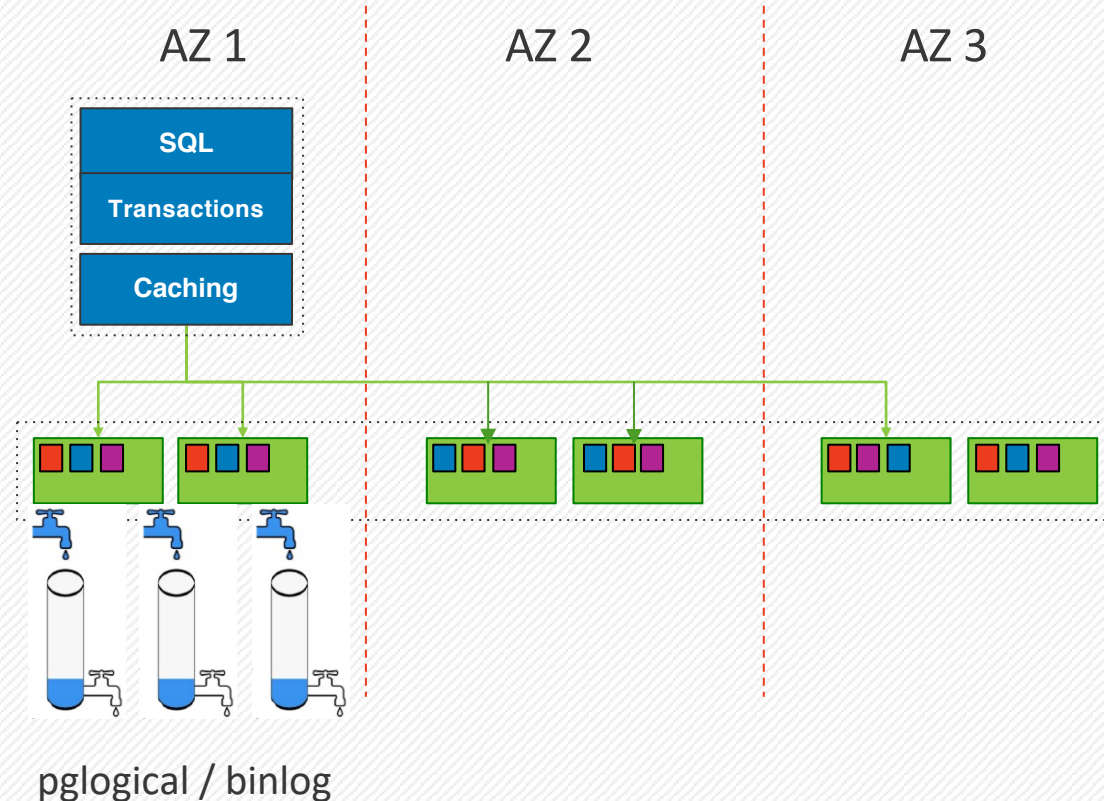 AZ 1
AZ 2
AZ 3
SQL
Transactions
Caching
pglogical / binlog